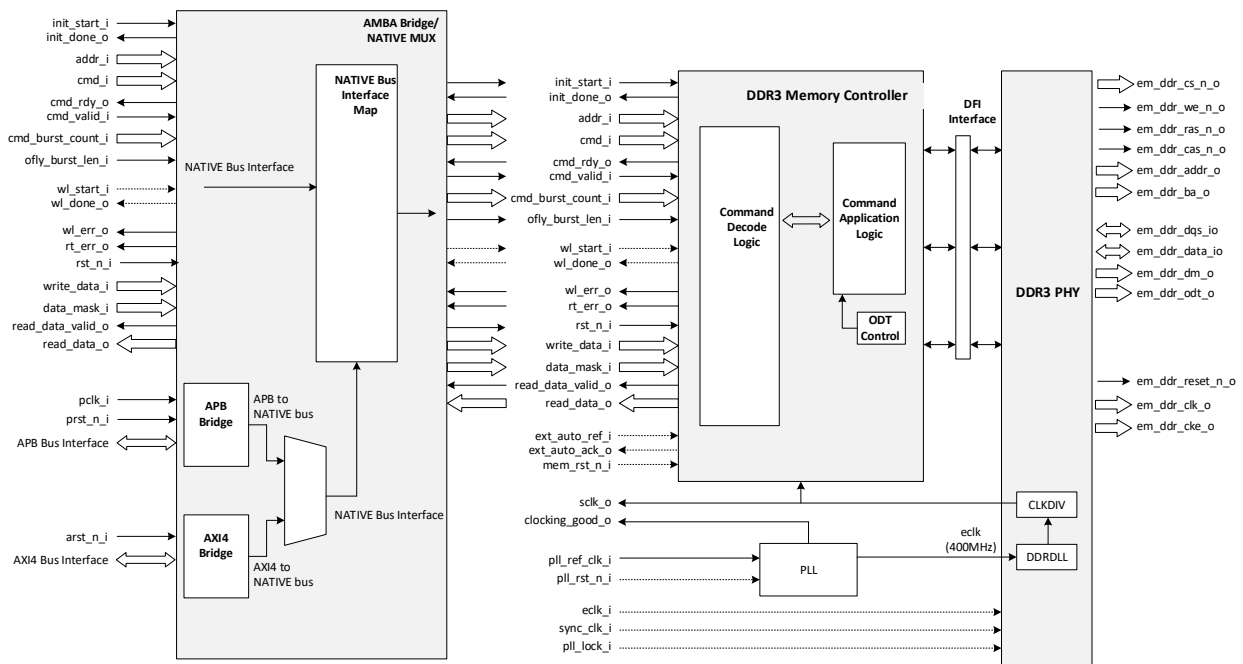 init_start_i
init_done_o
addr_i
cmd_i
cmd_rdy_o
cmd_valid_i
cmd_burst_count_i
ofly_burst_len_i
wl_start_i
wl_done_o
wl_err_o
rt_err_o
rst_n_i
write_data_i
data_mask_i
read_data_valid_o
read_data_o
pclk_i
prst_n_i
APB Bus Interface
arst_n_i
AXI4 Bus Interface
AMBA Bridge/
NATIVE MUX
NATIVE Bus
Interface
Map
NATIVE Bus Interface
APB
Bridge
APB to
NATIVE bus
AXI4
Bridge
AXI4 to
NATIVE bus
NATIVE Bus Interface
init_start_i
init_done_o
addr_i
cmd_i
cmd_rdy_o
cmd_valid_i
cmd_burst_count_i
ofly_burst_len_i
wl_start_i
wl_done_o
wl_err_o
rt_err_o
rst_n_i
write_data_i
data_mask_i
read_data_valid_o
read_data_o
ext_auto_ref_i
ext_auto_ack_o
mem_rst_n_i
sclk_o
clocking_good_o
pll_ref_clk_i
pll_rst_n_i
eclk_i
sync_clk_i
pll_lock_i
DDR3 Memory Controller
Command
Decode
Logic
Command
Application
Logic
ODT
Control
PLL
eclk
(400MHz)
DFI
Interface
DDR3 PHY
CLKDIV
DDRDLL
em_ddr_cs_n_o
em_ddr_we_n_o
em_ddr_ras_n_o
em_ddr_cas_n_o
em_ddr_addr_o
em_ddr_ba_o
em_ddr_dqs_io
em_ddr_data_io
em_ddr_dm_o
em_ddr_odt_o
em_ddr_reset_n_o
em_ddr_clk_o
em_ddr_cke_o